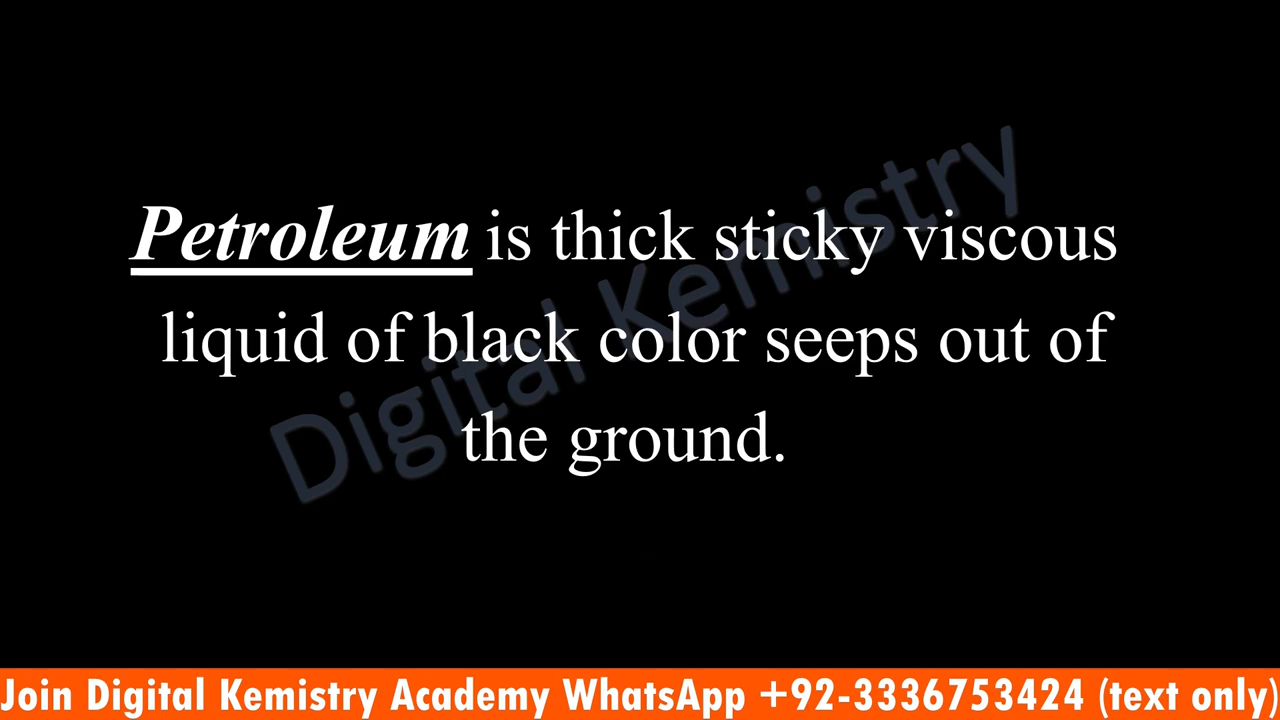 Petroleum is thick sticky viscous
liquid of black color seeps out of
the ground.
Digital Kemistry
Join Digital Kemistry Academy WhatsApp +92-3336753424 (text only)